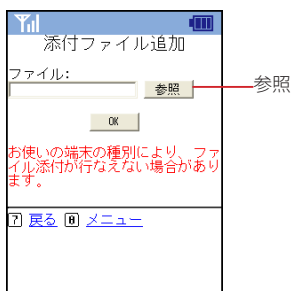 添付ファイル追加
ファイル:
参照
参照
OK
お使いの端末の種別により、ファ
イル添付が行なえない場合があり
ます。
7 戻る 0 メニュー